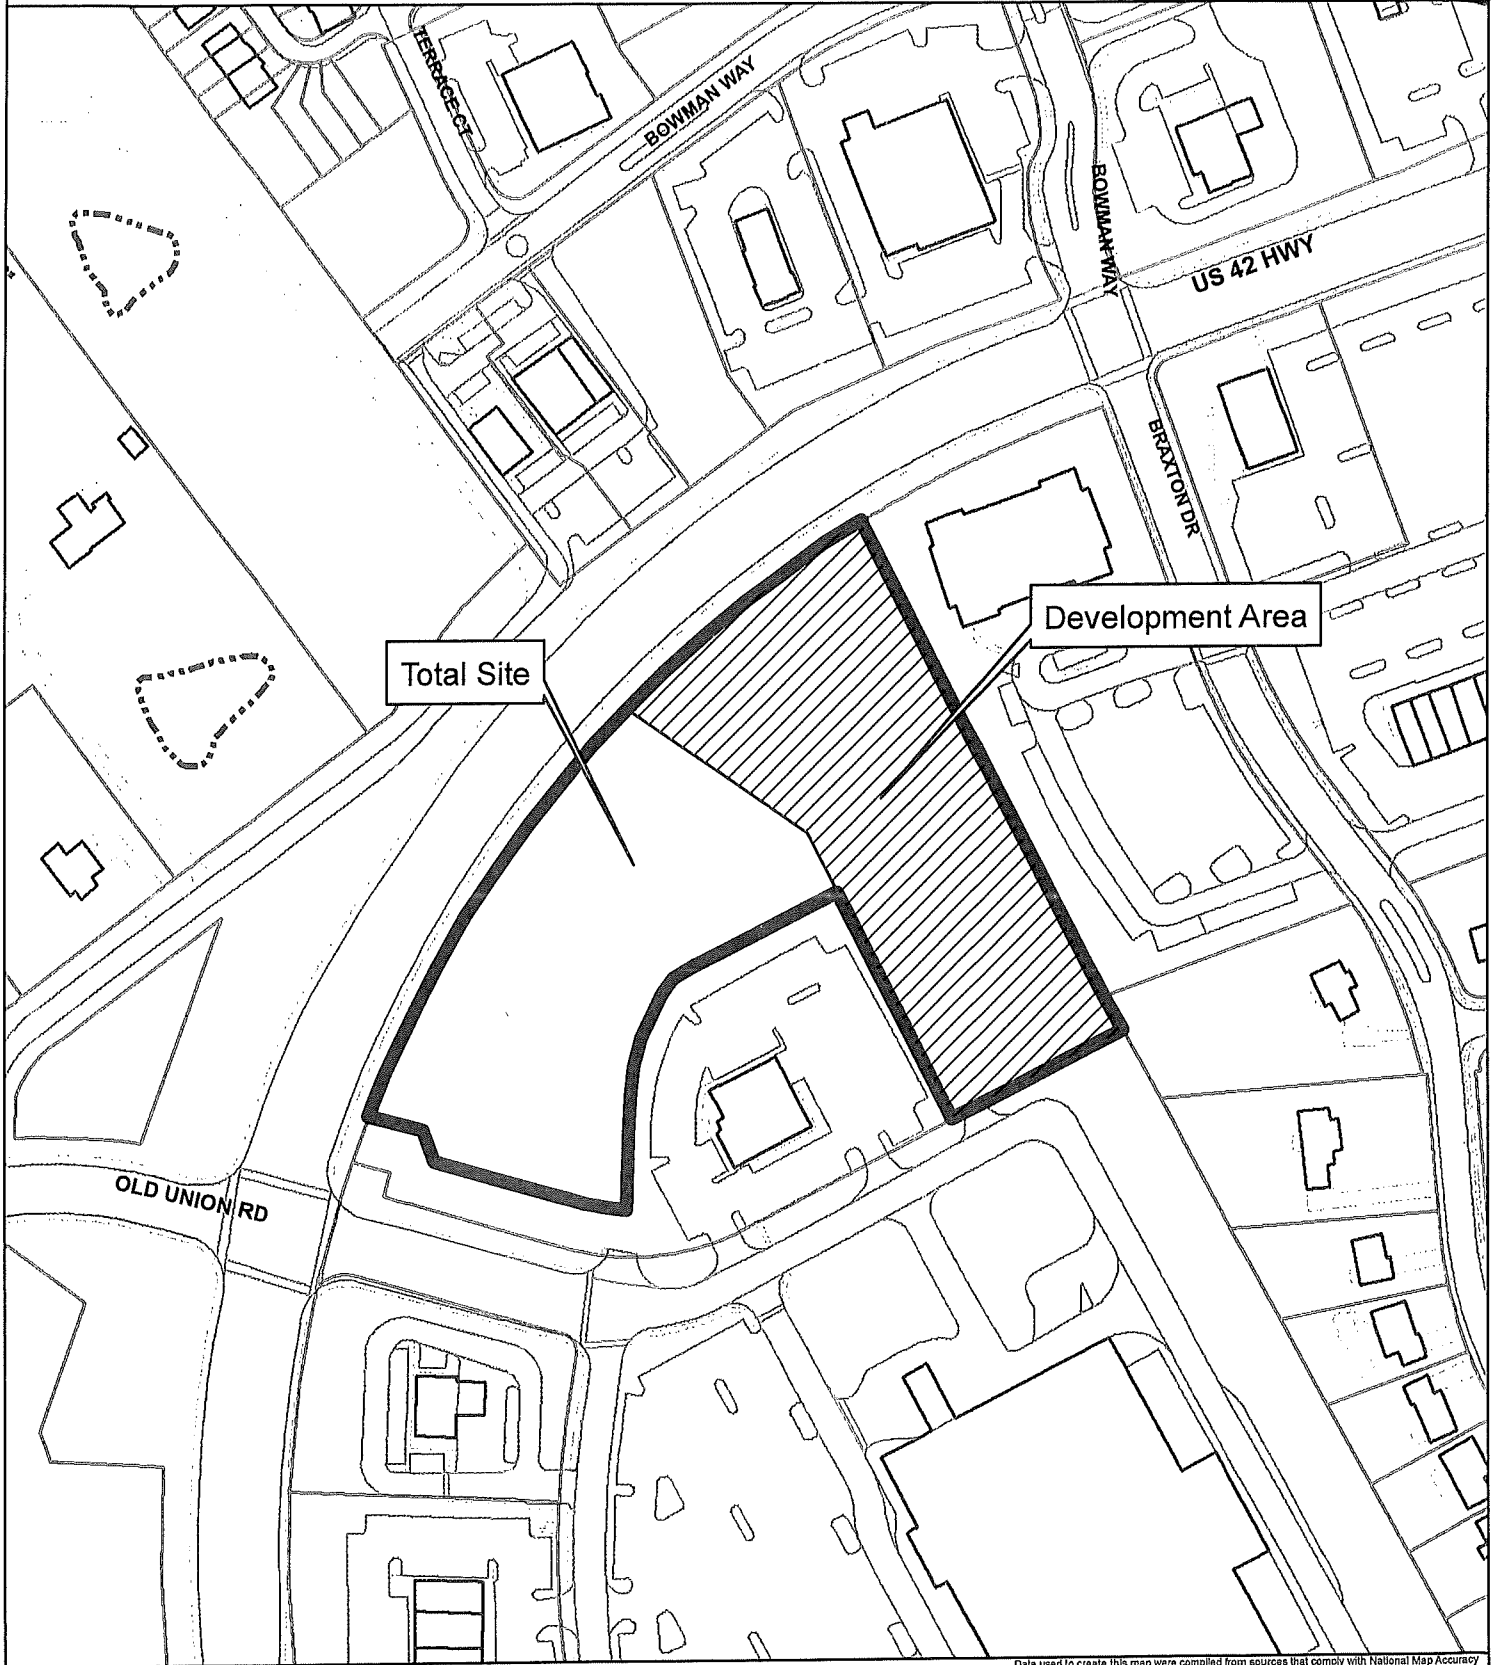 TERRACE CT
BOWMAN WAY
BOWMAN WAY
US 42 HWY
BRAXTON DR
Development Area
Total Site
OLD UNION RD
Data used to create this map were compiled from sources that comply with National Map Accuracy